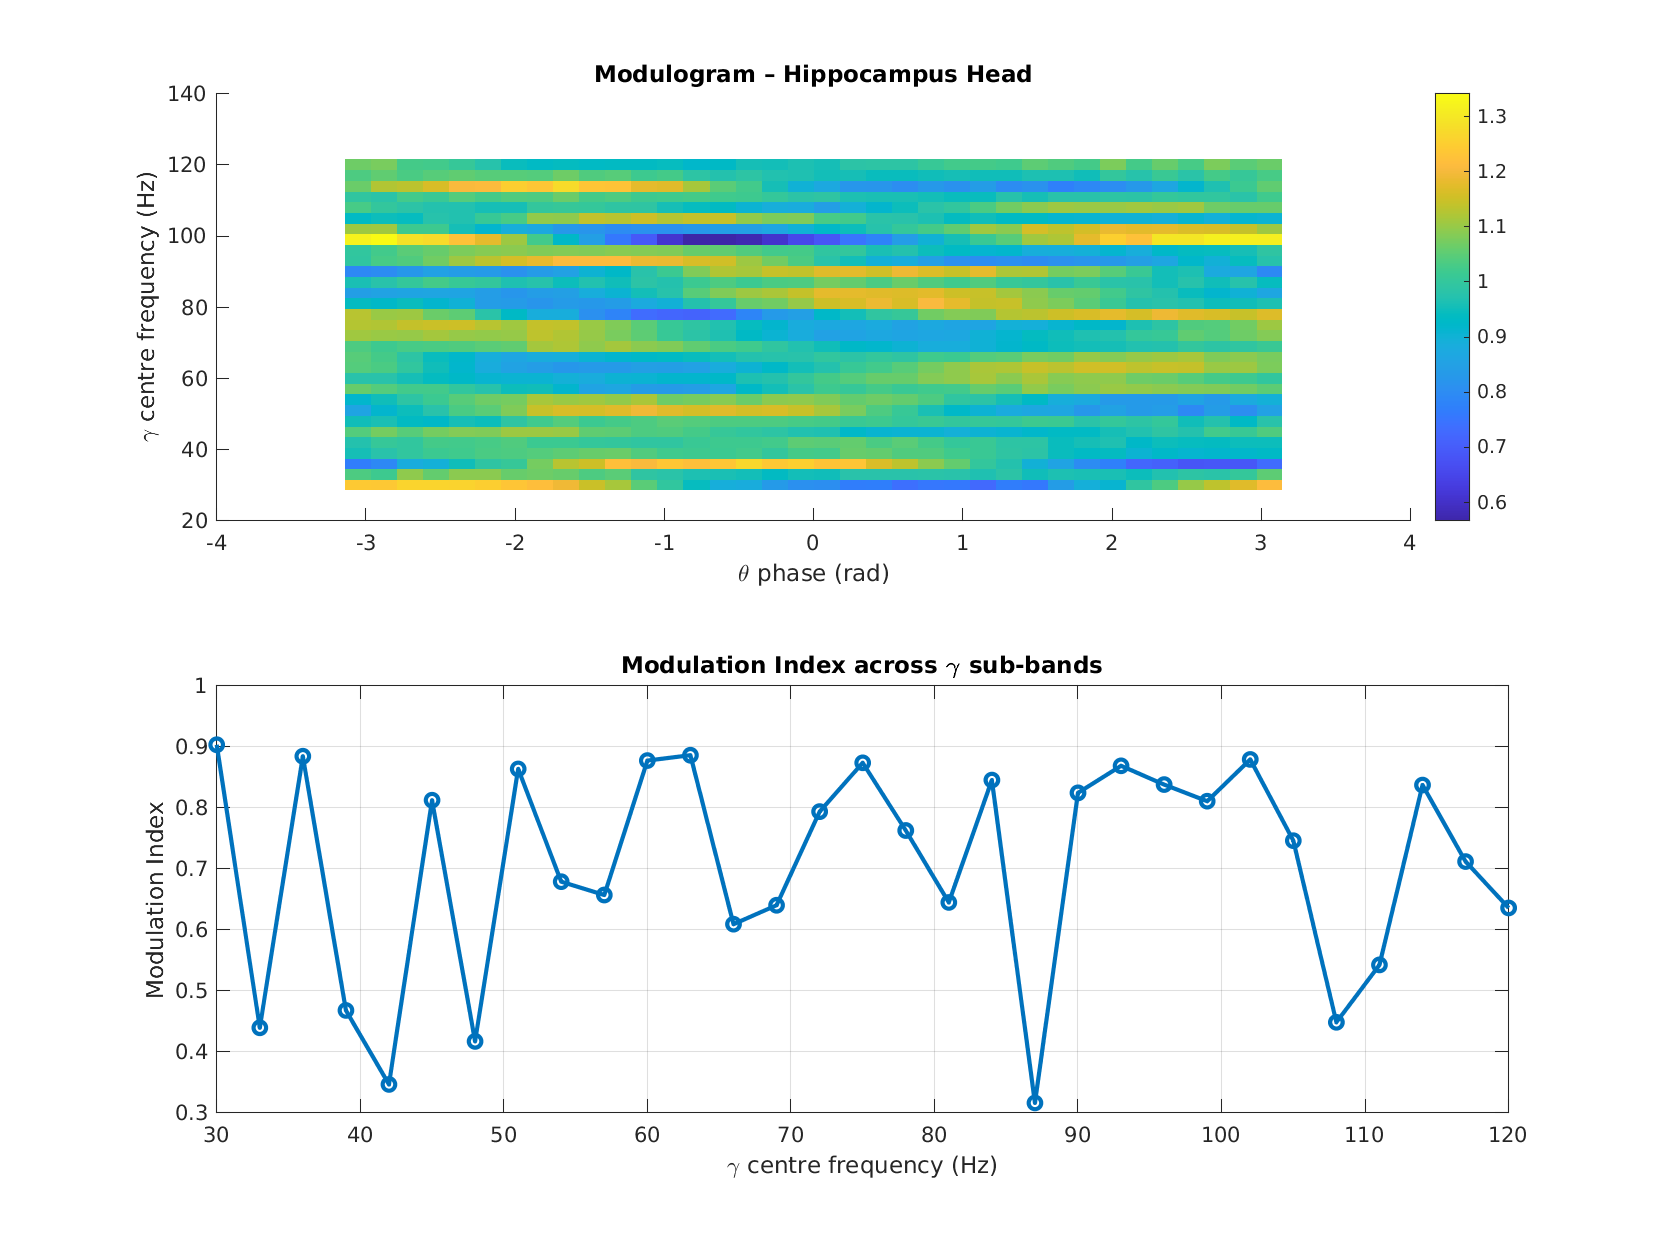 Modulogram – Hippocampus Head
140
120
100
80
60
40
20
γ centre frequency (Hz)
-4 -3 -2 -1 0 1 2 3 4
θ phase (rad)
1.3
1.2
1.1
1
0.9
0.8
0.7
0.6
Modulation Index across γ sub-bands
1
0.9
0.8
0.7
0.6
0.5
0.4
0.3
Modulation Index
30 40 50 60 70 80 90 100 110 120
γ centre frequency (Hz)